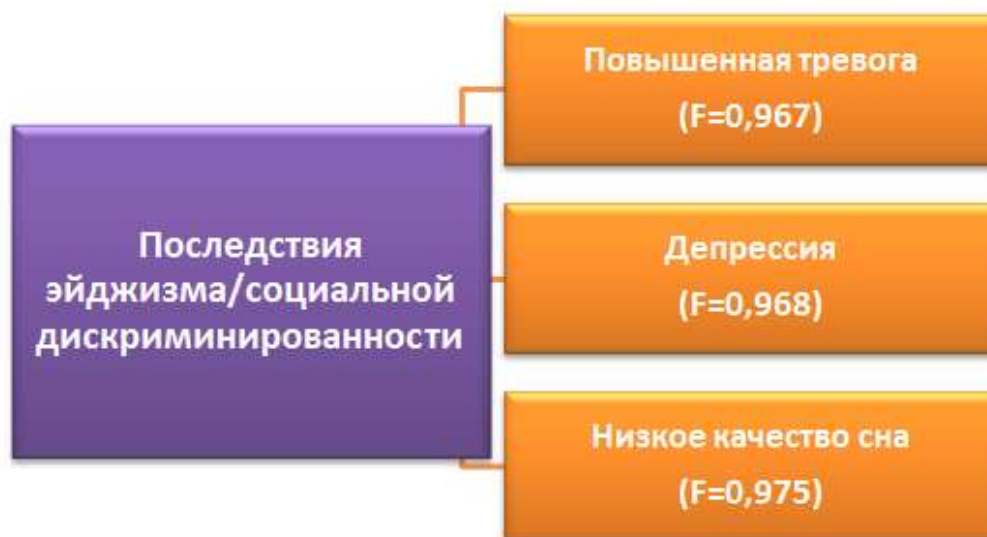 Последствия
эйджизма/социальной
дискриминированности
Повышенная тревога
(F=0,967)
Депрессия
(F=0,968)
Низкое качество сна
(F=0,975)